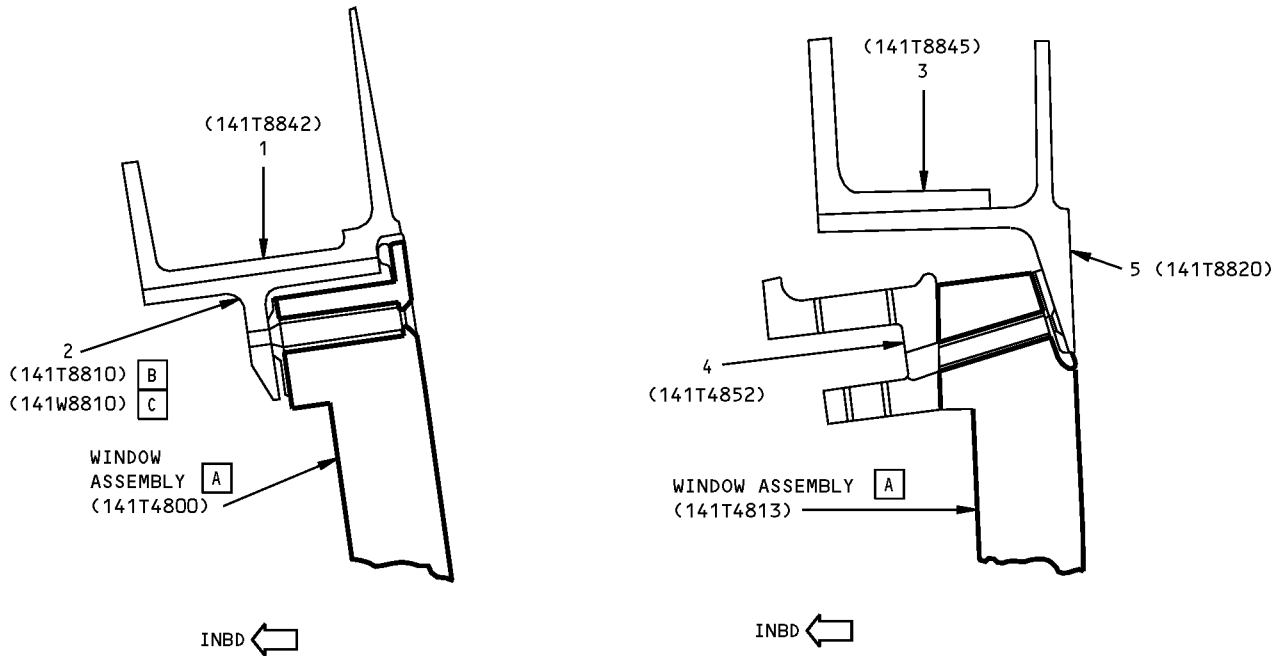 (141T8842)
1
2
(141T8810) B
(141W8810) C
WINDOW
ASSEMBLY A
(141T4800)
INBD
(141T8845)
3
5 (141T8820)
4
(141T4852)
WINDOW ASSEMBLY A
(141T4813)
INBD